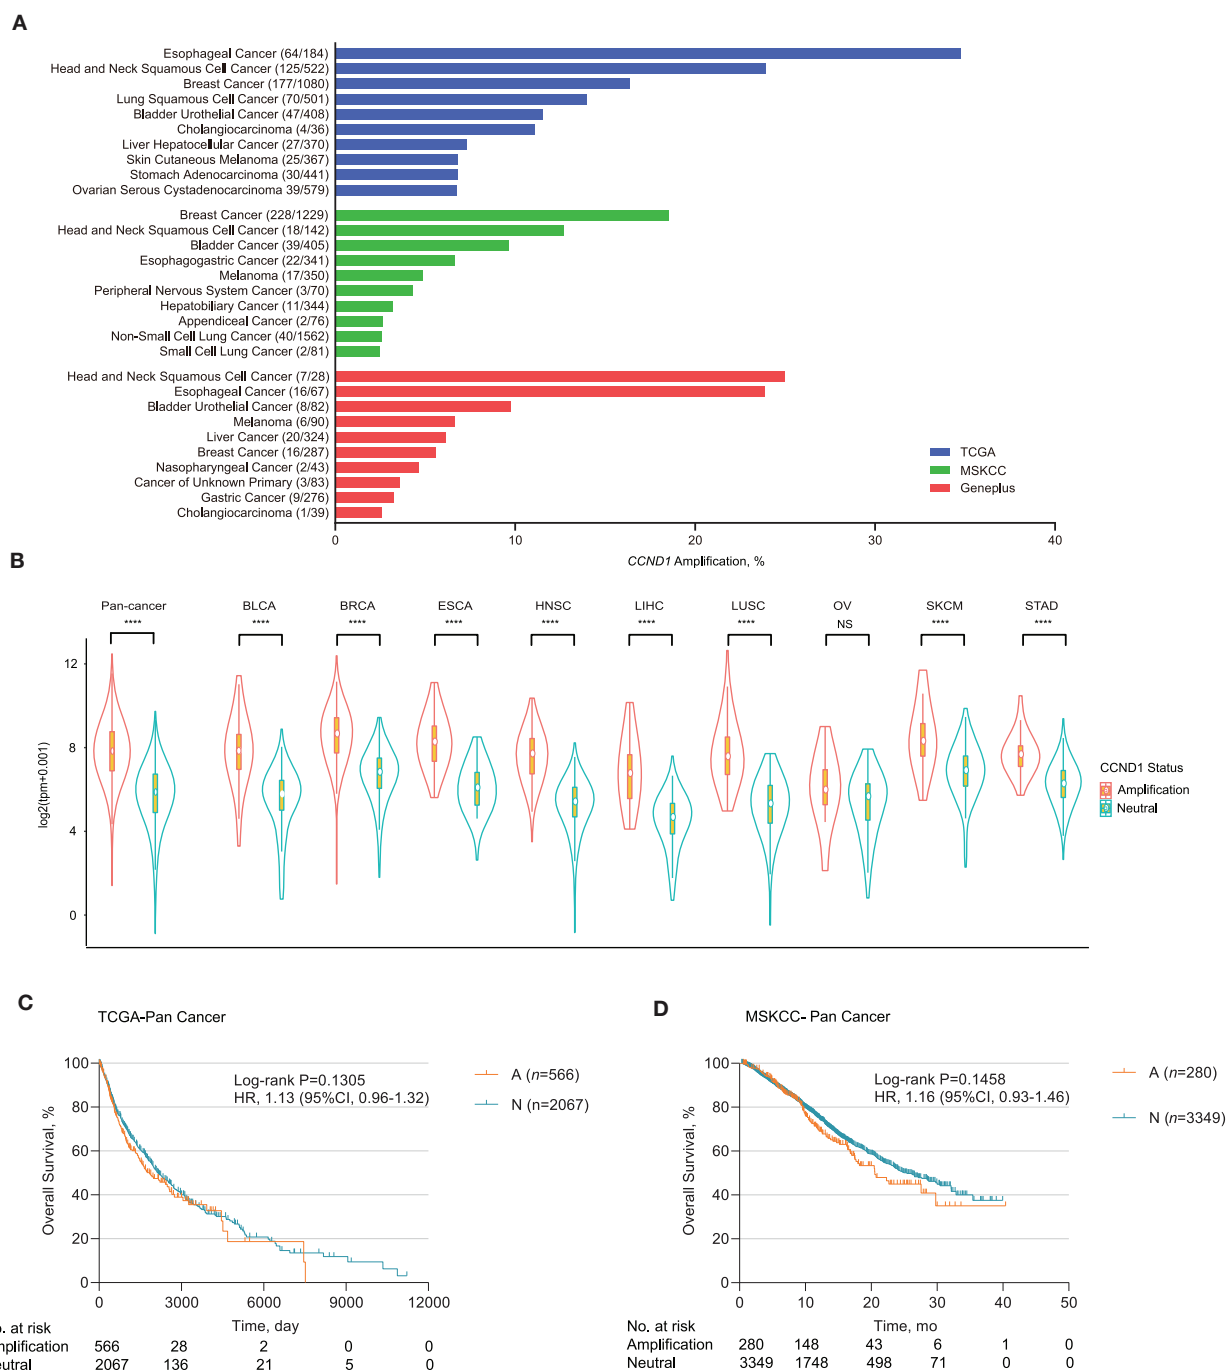 A
Esophageal Cancer (64/184)
Head and Neck Squamous Cell Cancer (125/522)
Breast Cancer (177/1080)
Lung Squamous Cell Cancer (70/501)
Bladder Urothelial Cancer (47/408)
Cholangiocarcinoma (4/36)
Liver Hepatocellular Cancer (27/370)
Skin Cutaneous Melanoma (25/367)
Stomach Adenocarcinoma (30/441)
Ovarian Serous Cystadenocarcinoma 39/579)
Breast Cancer (228/1229)
Head and Neck Squamous Cell Cancer (18/142)
Bladder Cancer (39/405)
Esophagogastric Cancer (22/341)
Melanoma (17/350)
Peripheral Nervous System Cancer (3/70)
Hepatobiliary Cancer (11/344)
Appendiceal Cancer (2/76)
Non-Small Cell Lung Cancer (40/1562)
Small Cell Lung Cancer (2/81)
Head and Neck Squamous Cell Cancer (7/28)
Esophageal Cancer (16/67)
Bladder Urothelial Cancer (8/82)
Melanoma (6/90)
Liver Cancer (20/324)
Breast Cancer (16/287)
Nasopharyngeal Cancer (2/43)
Cancer of Unknown Primary (3/83)
Gastric Cancer (9/276)
Cholangiocarcinoma (1/39)
TCGA
MSKCC
Geneplus
0 10 20 30 40
CCND1 Amplification, %
B
Pan-cancer BLCA BRCA ESCA HNSC LIHC LUSC OV SKCM STAD
**** **** **** **** **** **** **** NS **** ****
12
8
4
0
log2(tpm+0.001)
CCND1 Status
Amplification
Neutral
C
TCGA-Pan Cancer
Log-rank P=0.1305
HR, 1.13 (95%CI, 0.96-1.32)
A (n=566)
N (n=2067)
100
80
60
40
20
0
Overall Survival, %
0 3000 6000 9000 12000
Time, day
o. at risk
mplification 566 28 2 0 0
eutral 2067 136 21 5 0
D
MSKCC- Pan Cancer
Log-rank P=0.1458
HR, 1.16 (95%CI, 0.93-1.46)
A (n=280)
N (n=3349)
100
80
60
40
20
0
Overall Survival, %
0 10 20 30 40 50
Time, mo
No. at risk
Amplification 280 148 43 6 1 0
Neutral 3349 1748 498 71 0 0